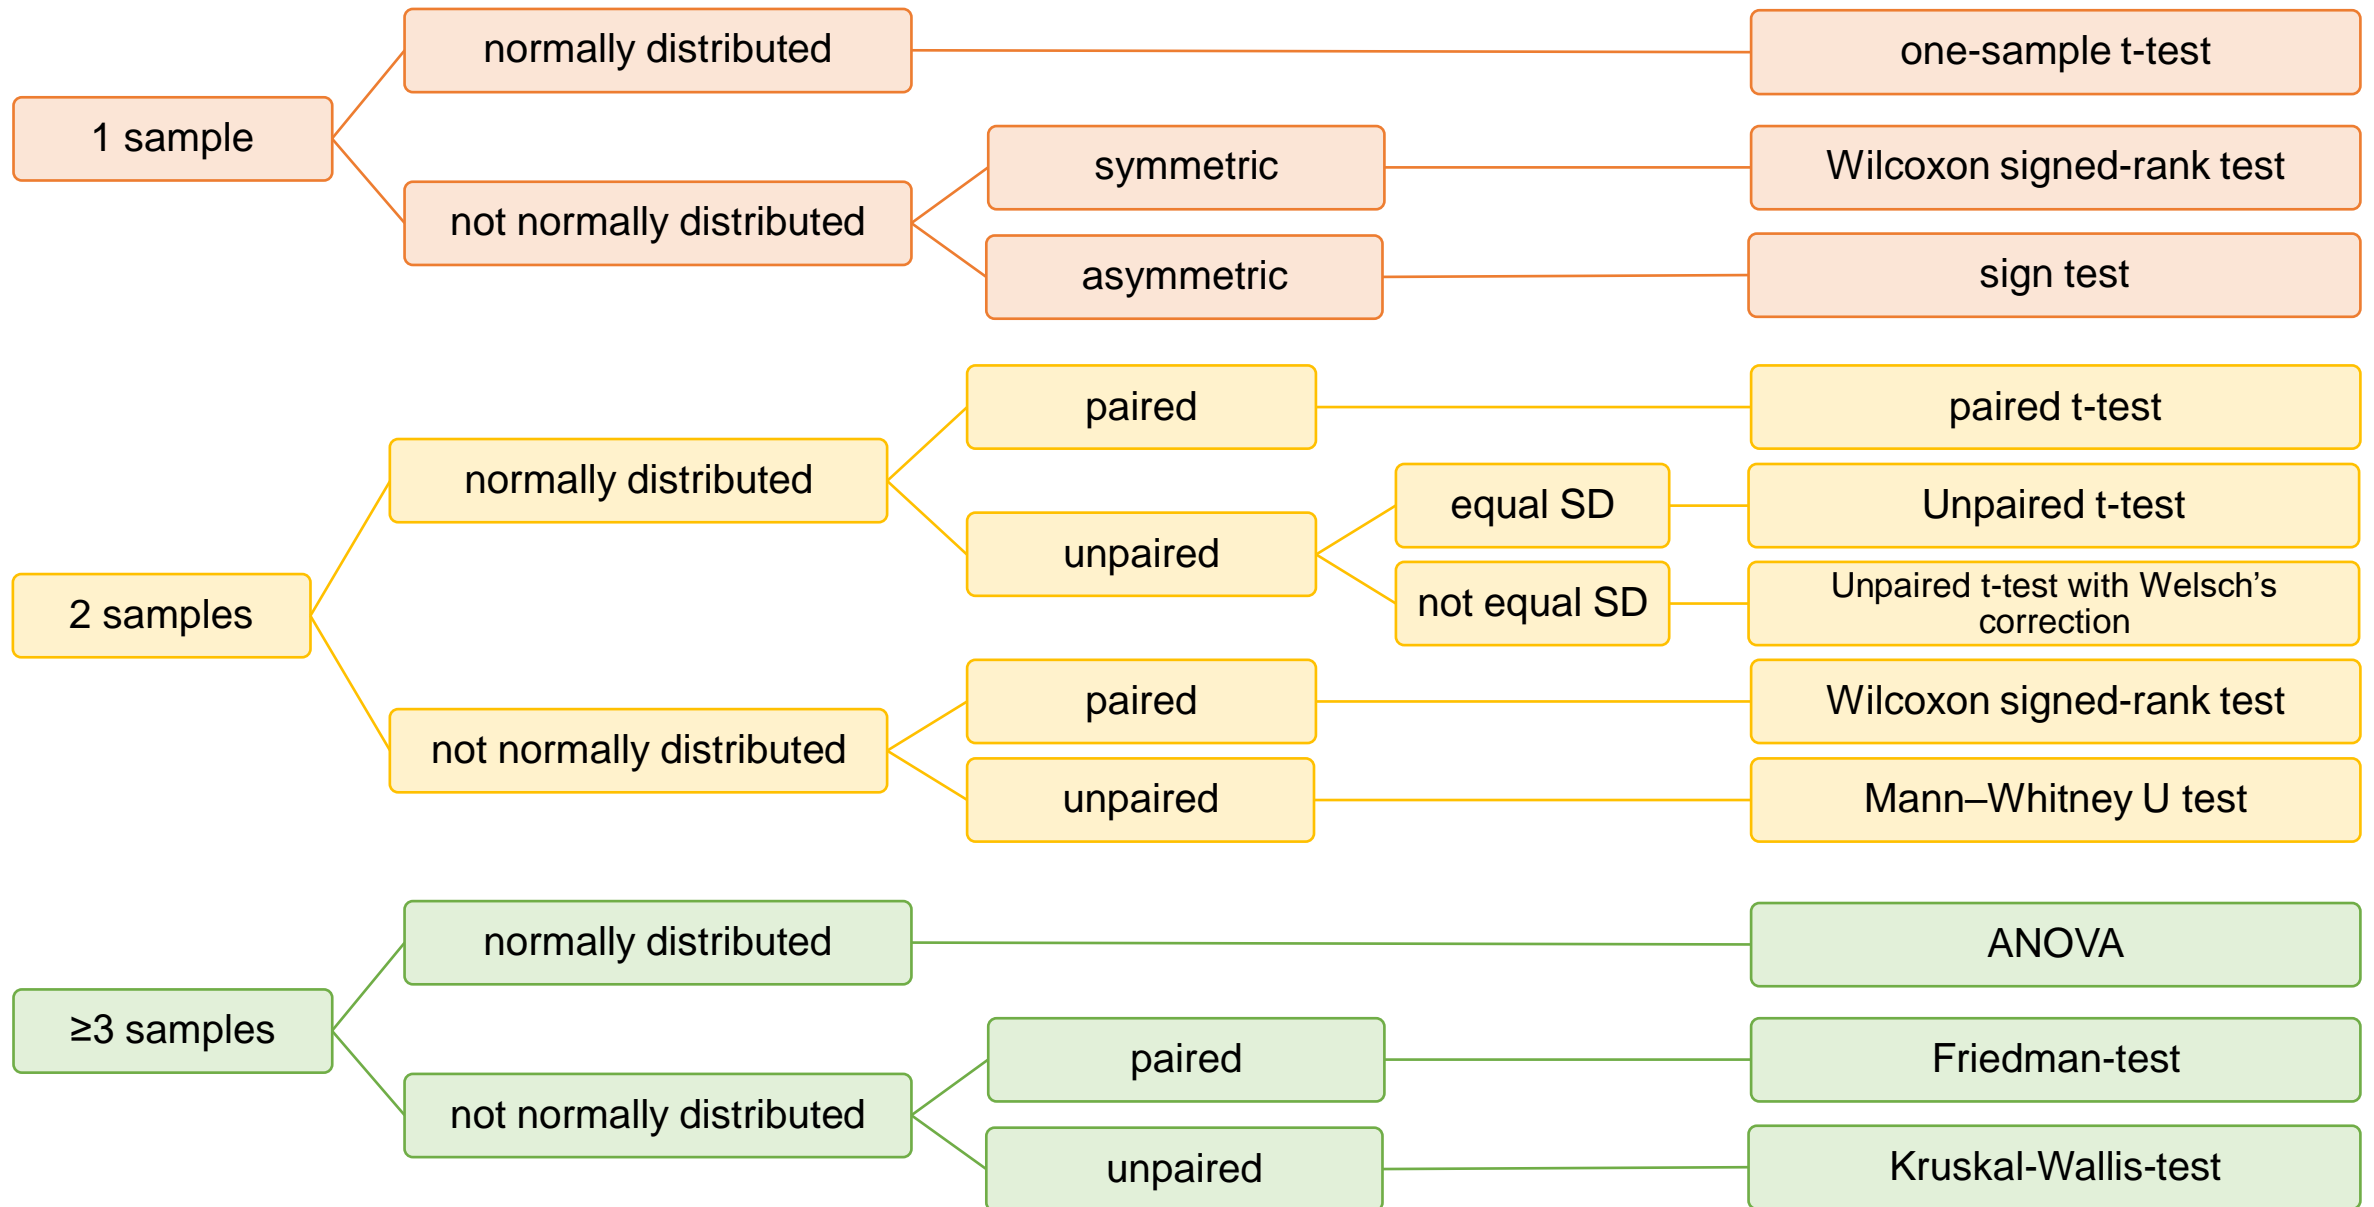 normally distributed
one-sample t-test
1 sample
symmetric
Wilcoxon signed-rank test
not normally distributed
asymmetric
sign test
paired
paired t-test
normally distributed
equal SD
Unpaired t-test
unpaired
not equal SD
Unpaired t-test with Welsch’s
correction
2 samples
paired
Wilcoxon signed-rank test
not normally distributed
unpaired
Mann–Whitney U test
normally distributed
ANOVA
≥3 samples
paired
Friedman-test
not normally distributed
unpaired
Kruskal-Wallis-test